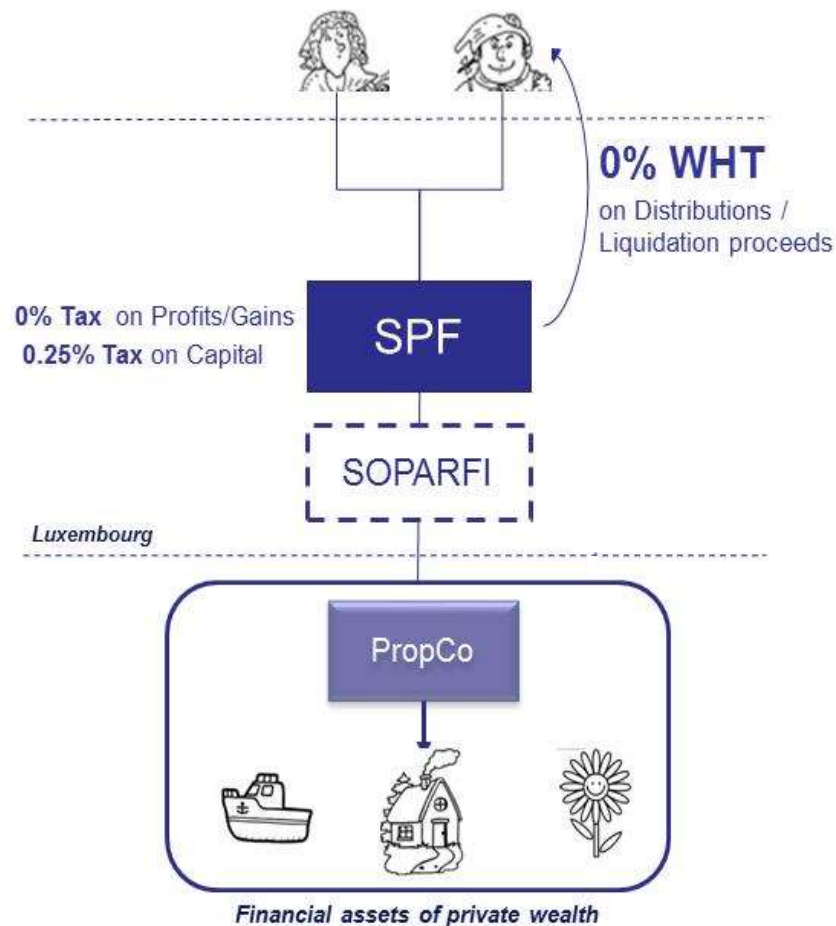 0% WHT
on Distributions /
Liquidation proceeds
0% Tax on Profits/Gains
0.25% Tax on Capital
SPF
SOPARFI
Luxembourg
PropCo
Financial assets of private wealth